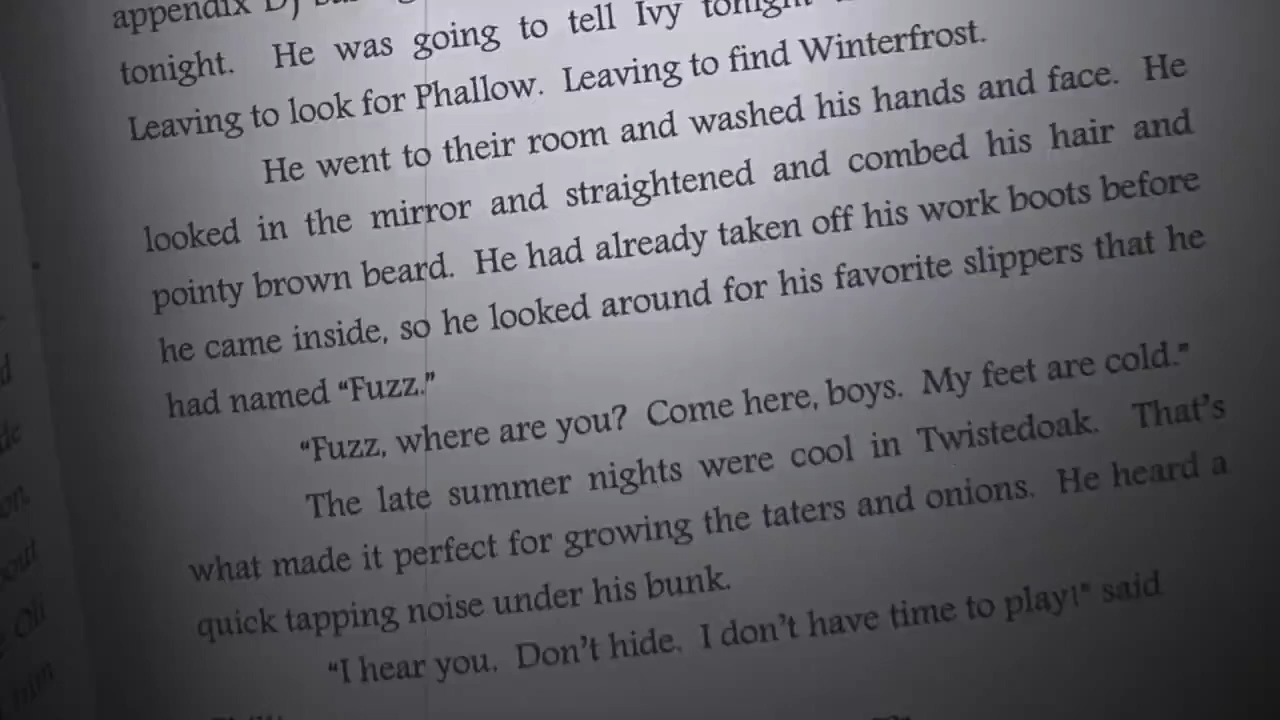 appendix D)
tonight. He was going to tell Ivy tonight
Leaving to look for Phallow. Leaving to find Winterfrost.
He went to their room and washed his hands and face. He
looked in the mirror and straightened and combed his hair and
pointy brown beard. He had already taken off his work boots before
he came inside, so he looked around for his favorite slippers that he
had named “Fuzz.”
“Fuzz, where are you? Come here, boys. My feet are cold.”
The late summer nights were cool in Twistedoak. That’s
what made it perfect for growing the taters and onions. He heard a
quick tapping noise under his bunk.
“I hear you. Don’t hide. I don’t have time to play!” said